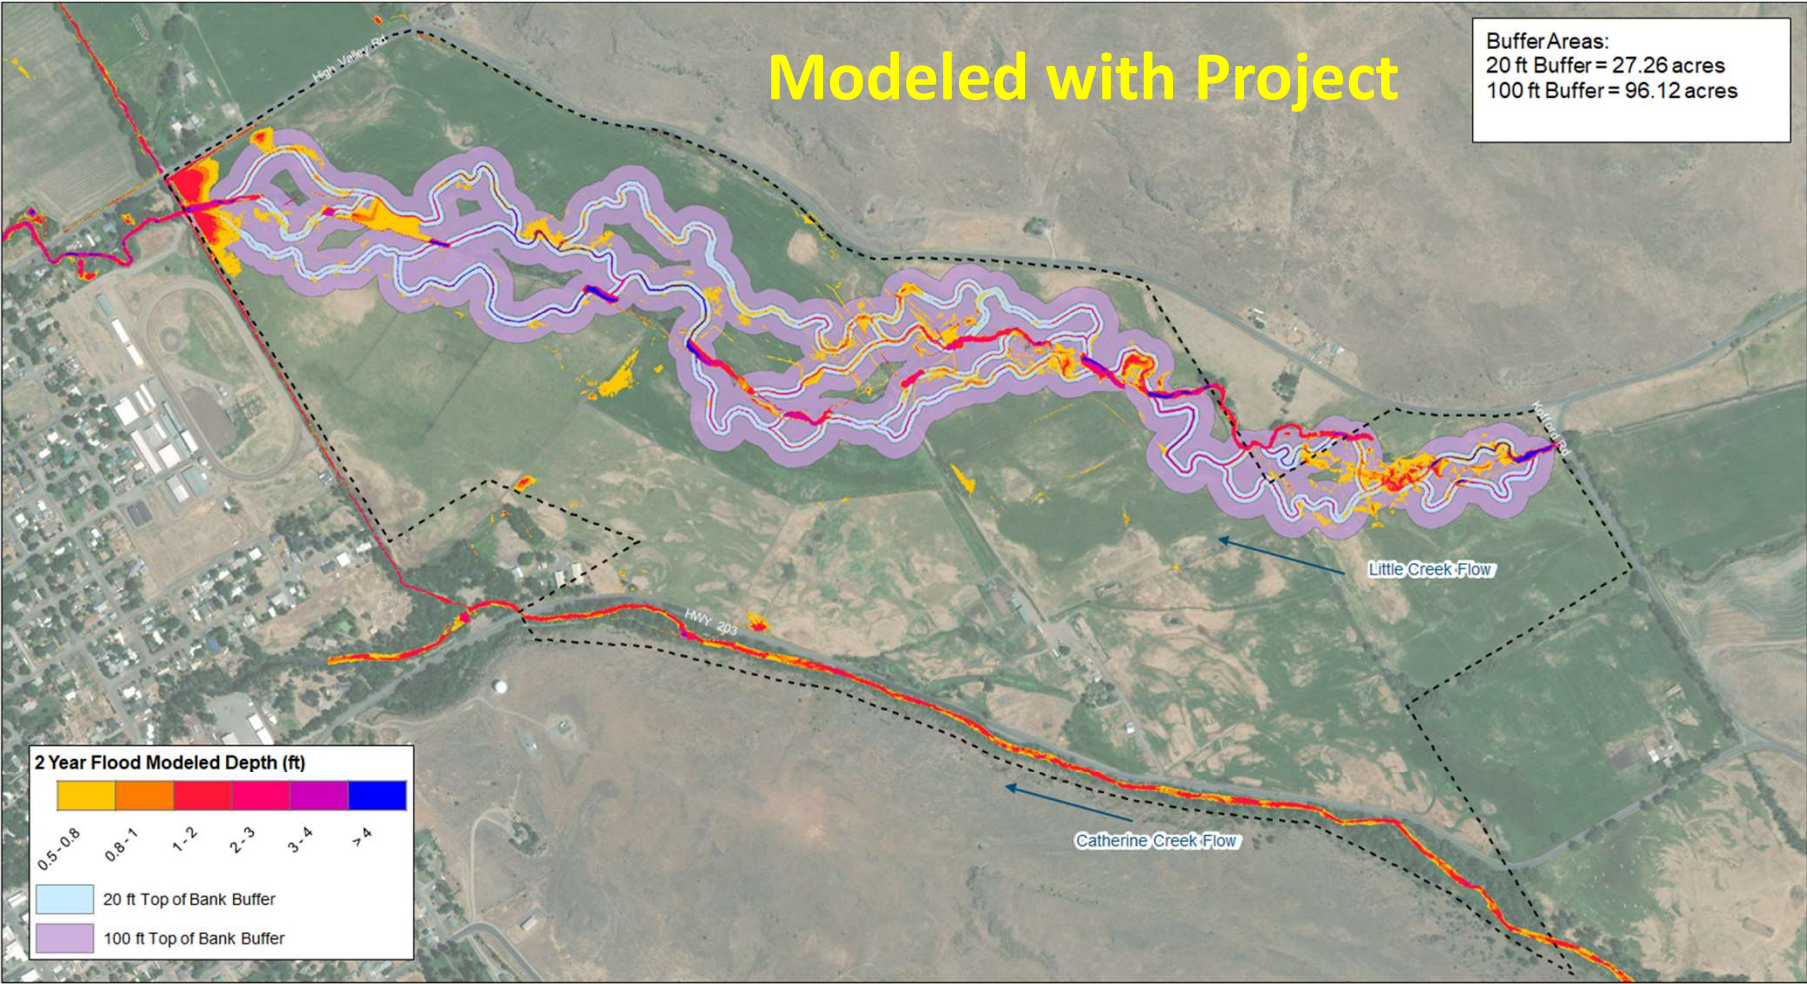 Modeled with Project
Buffer Areas:
20 ft Buffer = 27.26 acres
100 ft Buffer = 96.12 acres
High Valley Rd
Kofford Rd
Little Creek Flow
HWY 203
Catherine Creek Flow
2 Year Flood Modeled Depth (ft)
0.5 - 0.8
0.8 - 1
1 - 2
2 - 3
3 - 4
> 4
20 ft Top of Bank Buffer
100 ft Top of Bank Buffer